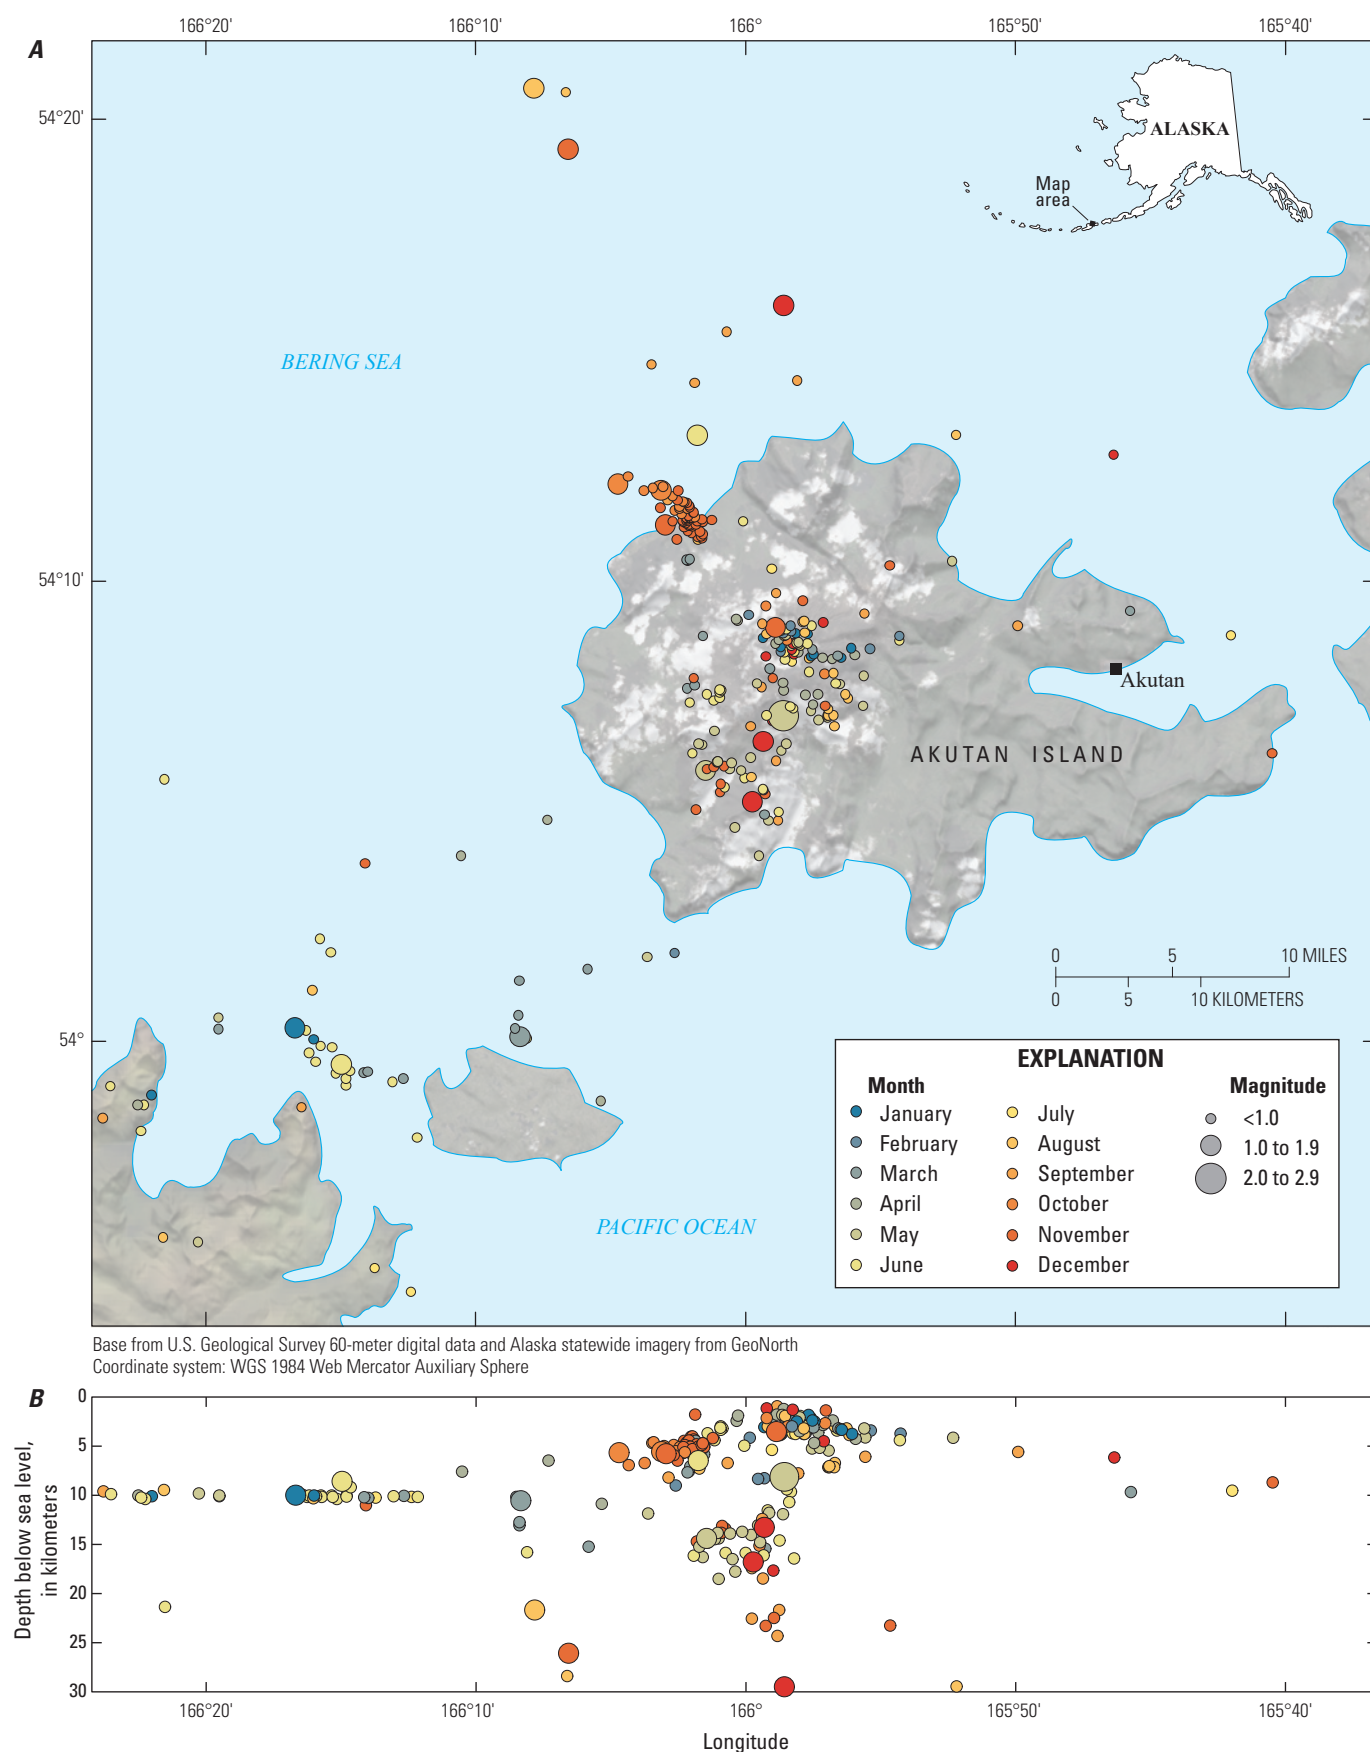 A
166°20' 166°10' 166° 165°50' 165°40'
54°20'
ALASKA
Map
area
BERING SEA
54°10'
Akutan
AKUTAN ISLAND
0 5 10 MILES
0 5 10 KILOMETERS
54°
EXPLANATION
Month Magnitude
January July <1.0
February August 1.0 to 1.9
March September 2.0 to 2.9
April October
May November
June December
PACIFIC OCEAN
Base from U.S. Geological Survey 60-meter digital data and Alaska statewide imagery from GeoNorth
Coordinate system: WGS 1984 Web Mercator Auxiliary Sphere
B
Depth below sea level,
in kilometers
0
5
10
15
20
25
30
166°20' 166°10' 166° 165°50' 165°40'
Longitude